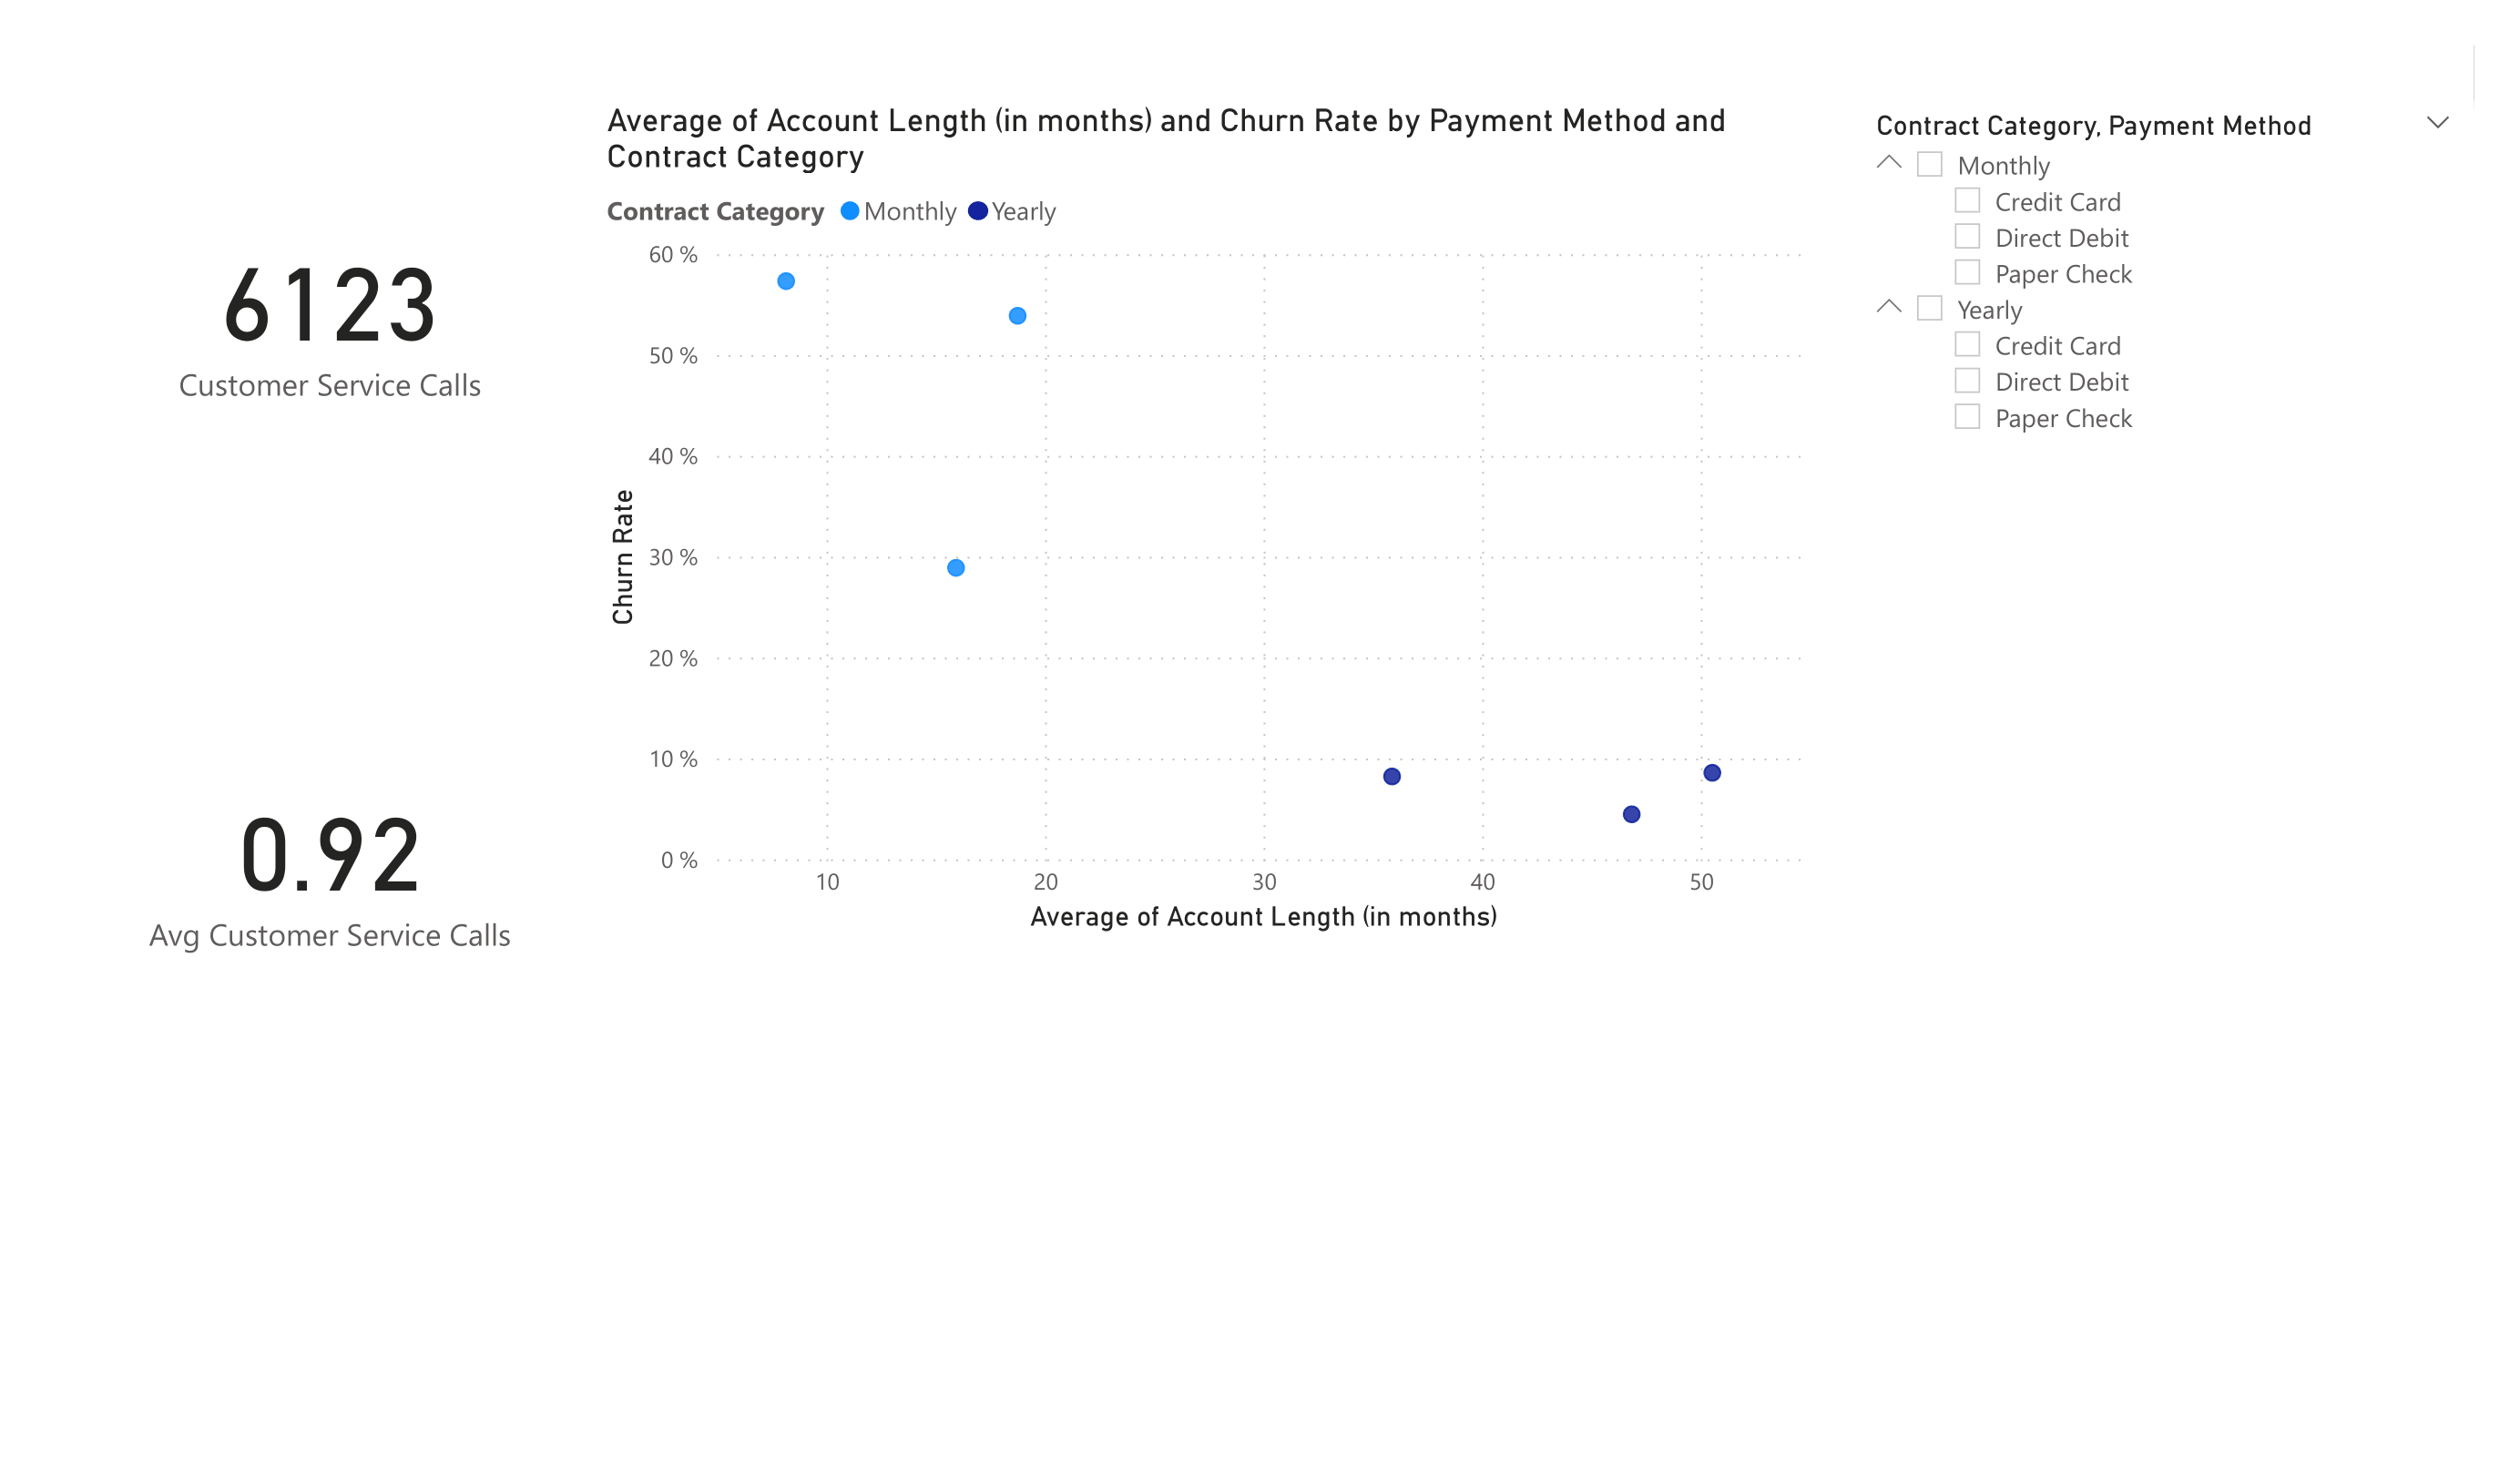 6123
Customer Service Calls
0.92
Avg Customer Service Calls
Average of Account Length (in months) and Churn Rate by Payment Method and
Contract Category
Contract Category Monthly Yearly
60 %
50 %
40 %
30 %
20 %
10 %
0 %
Churn Rate
10 20 30 40 50
Average of Account Length (in months)
Contract Category, Payment Method
Monthly
Credit Card
Direct Debit
Paper Check
Yearly
Credit Card
Direct Debit
Paper Check